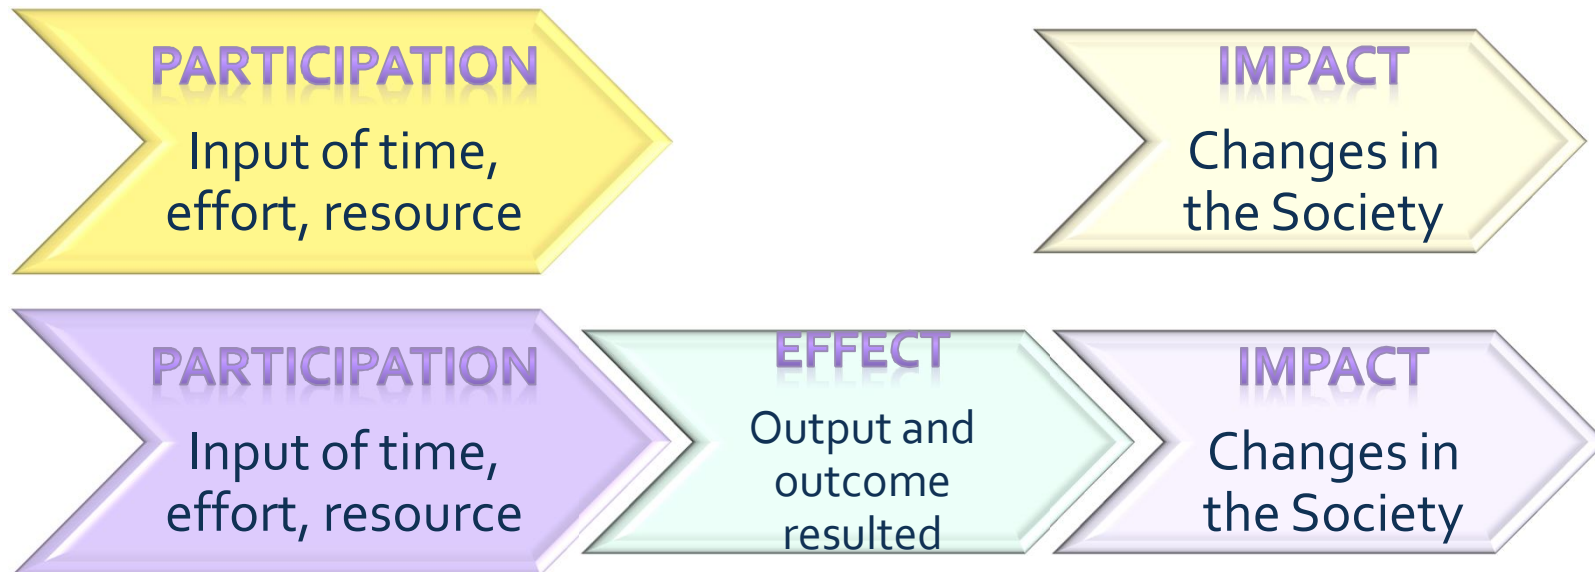 PARTICIPATION
Input of time,
effort, resource
IMPACT
Changes in
the Society
PARTICIPATION
Input of time,
effort, resource
EFFECT
Output and
outcome
resulted
IMPACT
Changes in
the Society